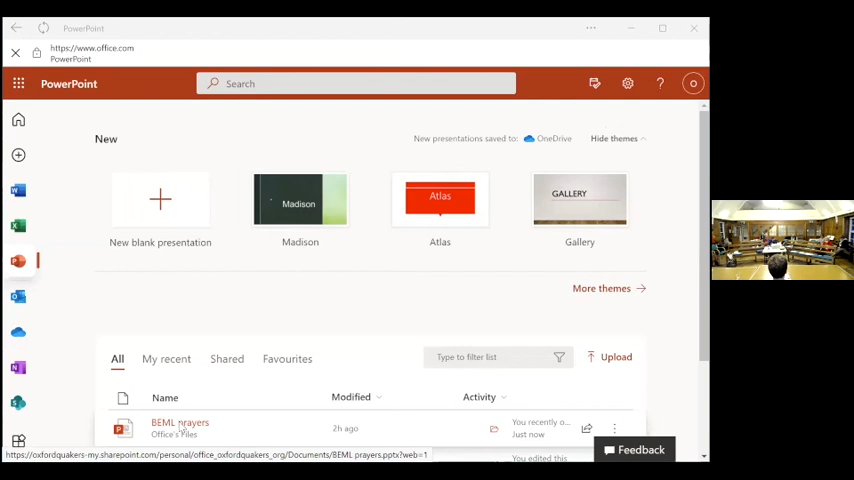 PowerPoint
https://www.office.com
PowerPoint
PowerPoint
Search
O
New
New presentations saved to:
OneDrive
Hide themes
Madison
Atlas
GALLERY
New blank presentation
Madison
Atlas
Gallery
More themes
All
My recent
Shared
Favourites
Type to filter list
Upload
Name
Modified
Activity
BEML prayers
Office's Files
2h ago
You recently o...
Just now
You edited this
Feedback
https://oxfordquakers-my.sharepoint.com/personal/office_oxfordquakers_org/Documents/BEML prayers.pptx?web=1